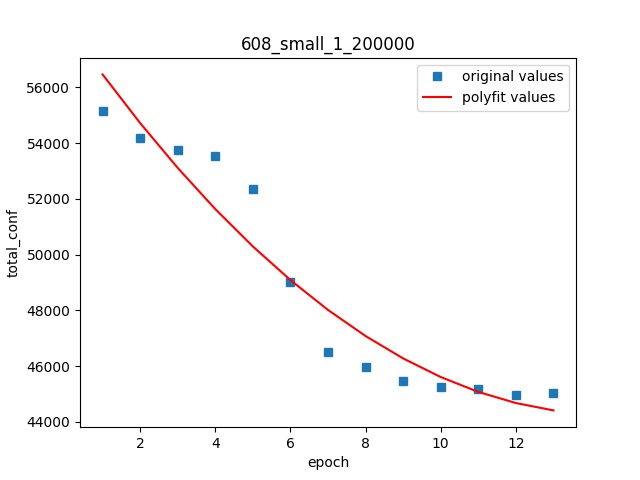 608_small_1_200000
original values
polyfit values
total_conf
56000
54000
52000
50000
48000
46000
44000
2 4 6 8 10 12
epoch